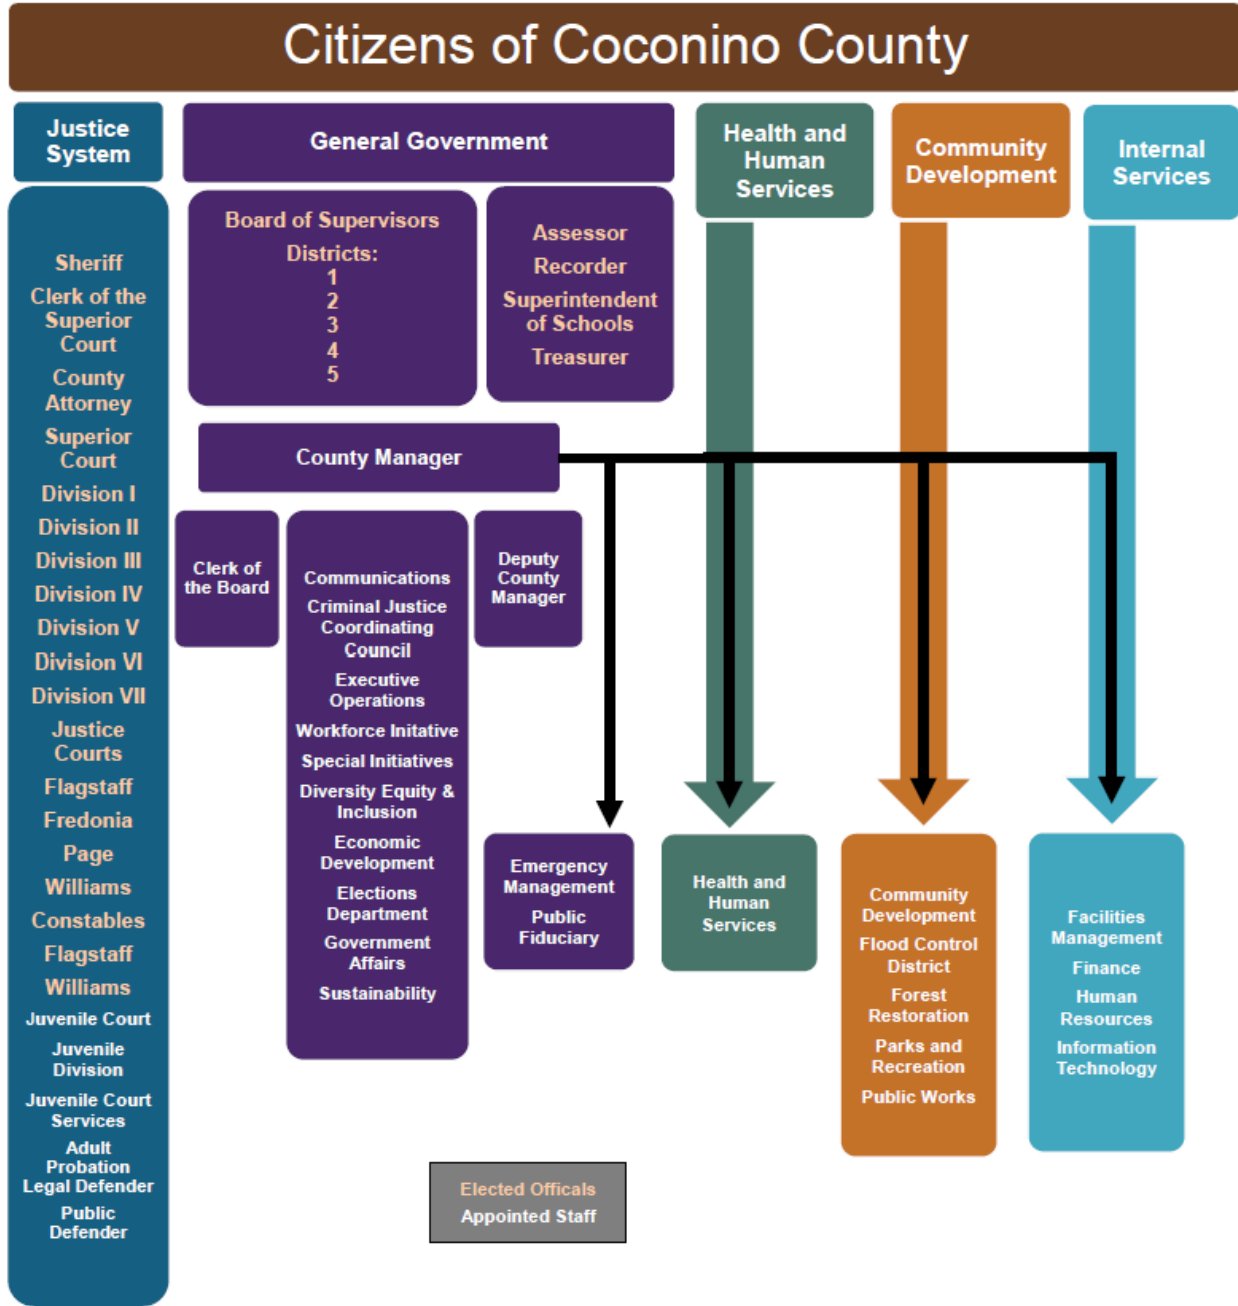 Citizens of Coconino County
Justice
System
Sheriff
Clerk of the
Superior
Court
County
Attorney
Superior
Court
Division I
Division II
Division III
Division IV
Division V
Division VI
Division VII
Justice
Courts
Flagstaff
Fredonia
Page
Williams
Constables
Flagstaff
Williams
Juvenile Court
Juvenile
Division
Juvenile Court
Services
Adult
Probation
Legal Defender
Public
Defender
General Government
Board of Supervisors
Districts:
1
2
3
4
5
Assessor
Recorder
Superintendent
of Schools
Treasurer
County Manager
Clerk of
the Board
Communications
Criminal Justice
Coordinating
Council
Executive
Operations
Workforce Initative
Special Initiatives
Diversity Equity &
Inclusion
Economic
Development
Elections
Department
Government
Affairs
Sustainability
Deputy
County
Manager
Emergency
Management
Public
Fiduciary
Health and
Human
Services
Health and
Human
Services
Community
Development
Community
Development
Flood Control
District
Forest
Restoration
Parks and
Recreation
Public Works
Internal
Services
Facilities
Management
Finance
Human
Resources
Information
Technology
Elected Officals
Appointed Staff